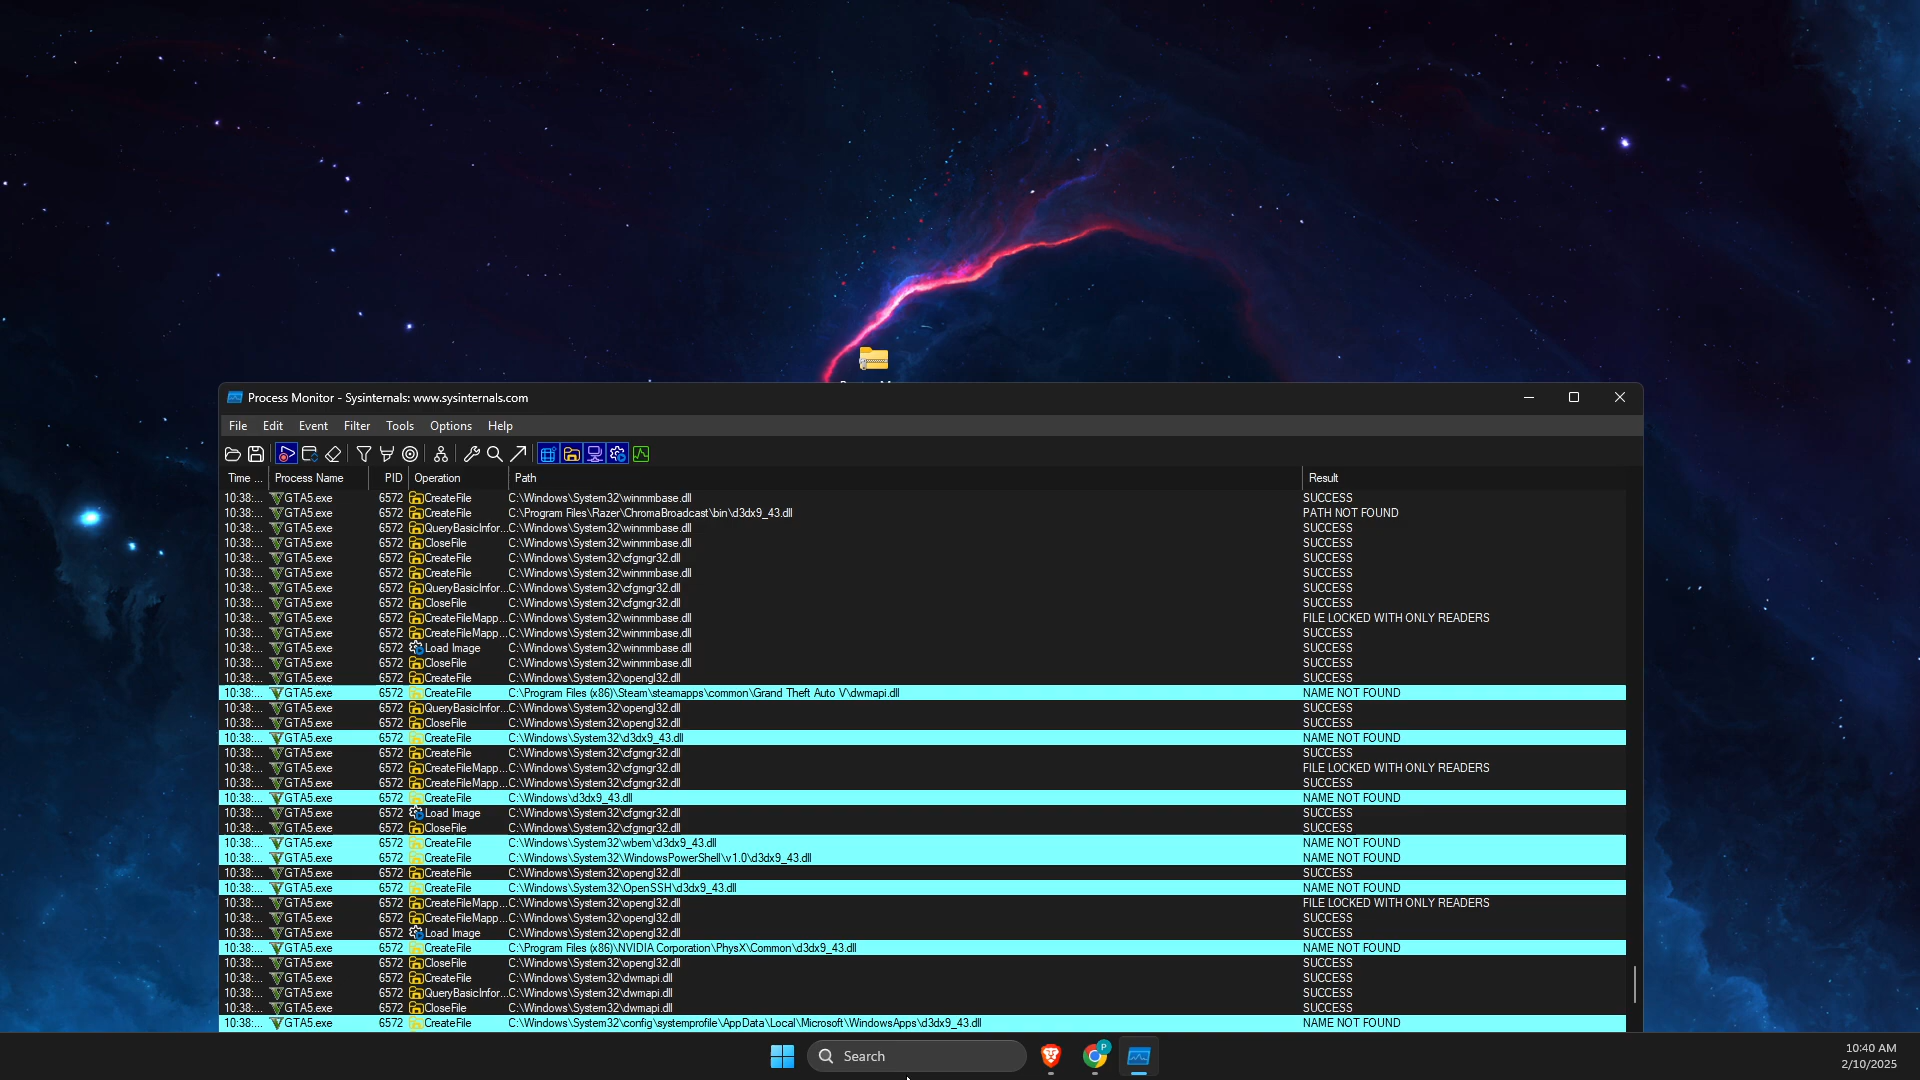 Process Monitor - Sysinternals: www.sysinternals.com
File Edit Event Filter Tools Options Help
Time ... Process Name PID Operation Path Result
10:38:... GTA5.exe 6572 CreateFile C:\Windows\System32\winmmbase.dll SUCCESS
10:38:... GTA5.exe 6572 CreateFile C:\Program Files\Razer\ChromaBroadcast\bin\d3dx9_43.dll PATH NOT FOUND
10:38:... GTA5.exe 6572 QueryBasicInfor... C:\Windows\System32\winmmbase.dll SUCCESS
10:38:... GTA5.exe 6572 CloseFile C:\Windows\System32\winmmbase.dll SUCCESS
10:38:... GTA5.exe 6572 CreateFile C:\Windows\System32\cfgmgr32.dll SUCCESS
10:38:... GTA5.exe 6572 CreateFile C:\Windows\System32\winmmbase.dll SUCCESS
10:38:... GTA5.exe 6572 QueryBasicInfor... C:\Windows\System32\cfgmgr32.dll SUCCESS
10:38:... GTA5.exe 6572 CloseFile C:\Windows\System32\cfgmgr32.dll SUCCESS
10:38:... GTA5.exe 6572 CreateFileMapp... C:\Windows\System32\winmmbase.dll FILE LOCKED WITH ONLY READERS
10:38:... GTA5.exe 6572 CreateFileMapp... C:\Windows\System32\winmmbase.dll SUCCESS
10:38:... GTA5.exe 6572 Load Image C:\Windows\System32\winmmbase.dll SUCCESS
10:38:... GTA5.exe 6572 CloseFile C:\Windows\System32\winmmbase.dll SUCCESS
10:38:... GTA5.exe 6572 CreateFile C:\Windows\System32\opengl32.dll SUCCESS
10:38:... GTA5.exe 6572 CreateFile C:\Program Files (x86)\Steam\steamapps\common\Grand Theft Auto V\dwmapi.dll NAME NOT FOUND
10:38:... GTA5.exe 6572 QueryBasicInfor... C:\Windows\System32\opengl32.dll SUCCESS
10:38:... GTA5.exe 6572 CloseFile C:\Windows\System32\opengl32.dll SUCCESS
10:38:... GTA5.exe 6572 CreateFile C:\Windows\System32\d3dx9_43.dll NAME NOT FOUND
10:38:... GTA5.exe 6572 CreateFile C:\Windows\System32\cfgmgr32.dll SUCCESS
10:38:... GTA5.exe 6572 CreateFileMapp... C:\Windows\System32\cfgmgr32.dll FILE LOCKED WITH ONLY READERS
10:38:... GTA5.exe 6572 CreateFileMapp... C:\Windows\System32\cfgmgr32.dll SUCCESS
10:38:... GTA5.exe 6572 CreateFile C:\Windows\d3dx9_43.dll NAME NOT FOUND
10:38:... GTA5.exe 6572 Load Image C:\Windows\System32\cfgmgr32.dll SUCCESS
10:38:... GTA5.exe 6572 CloseFile C:\Windows\System32\cfgmgr32.dll SUCCESS
10:38:... GTA5.exe 6572 CreateFile C:\Windows\System32\wbem\d3dx9_43.dll NAME NOT FOUND
10:38:... GTA5.exe 6572 CreateFile C:\Windows\System32\WindowsPowerShell\v1.0\d3dx9_43.dll NAME NOT FOUND
10:38:... GTA5.exe 6572 CreateFile C:\Windows\System32\opengl32.dll SUCCESS
10:38:... GTA5.exe 6572 CreateFile C:\Windows\System32\OpenSSH\d3dx9_43.dll NAME NOT FOUND
10:38:... GTA5.exe 6572 CreateFileMapp... C:\Windows\System32\opengl32.dll FILE LOCKED WITH ONLY READERS
10:38:... GTA5.exe 6572 CreateFileMapp... C:\Windows\System32\opengl32.dll SUCCESS
10:38:... GTA5.exe 6572 Load Image C:\Windows\System32\opengl32.dll SUCCESS
10:38:... GTA5.exe 6572 CreateFile C:\Program Files (x86)\NVIDIA Corporation\PhysX\Common\d3dx9_43.dll NAME NOT FOUND
10:38:... GTA5.exe 6572 CloseFile C:\Windows\System32\opengl32.dll SUCCESS
10:38:... GTA5.exe 6572 CreateFile C:\Windows\System32\dwmapi.dll SUCCESS
10:38:... GTA5.exe 6572 QueryBasicInfor... C:\Windows\System32\dwmapi.dll SUCCESS
10:38:... GTA5.exe 6572 CloseFile C:\Windows\System32\dwmapi.dll SUCCESS
10:38:... GTA5.exe 6572 CreateFile C:\Windows\System32\config\systemprofile\AppData\Local\Microsoft\WindowsApps\d3dx9_43.dll NAME NOT FOUND
Search
P
10:40 AM
2/10/2025